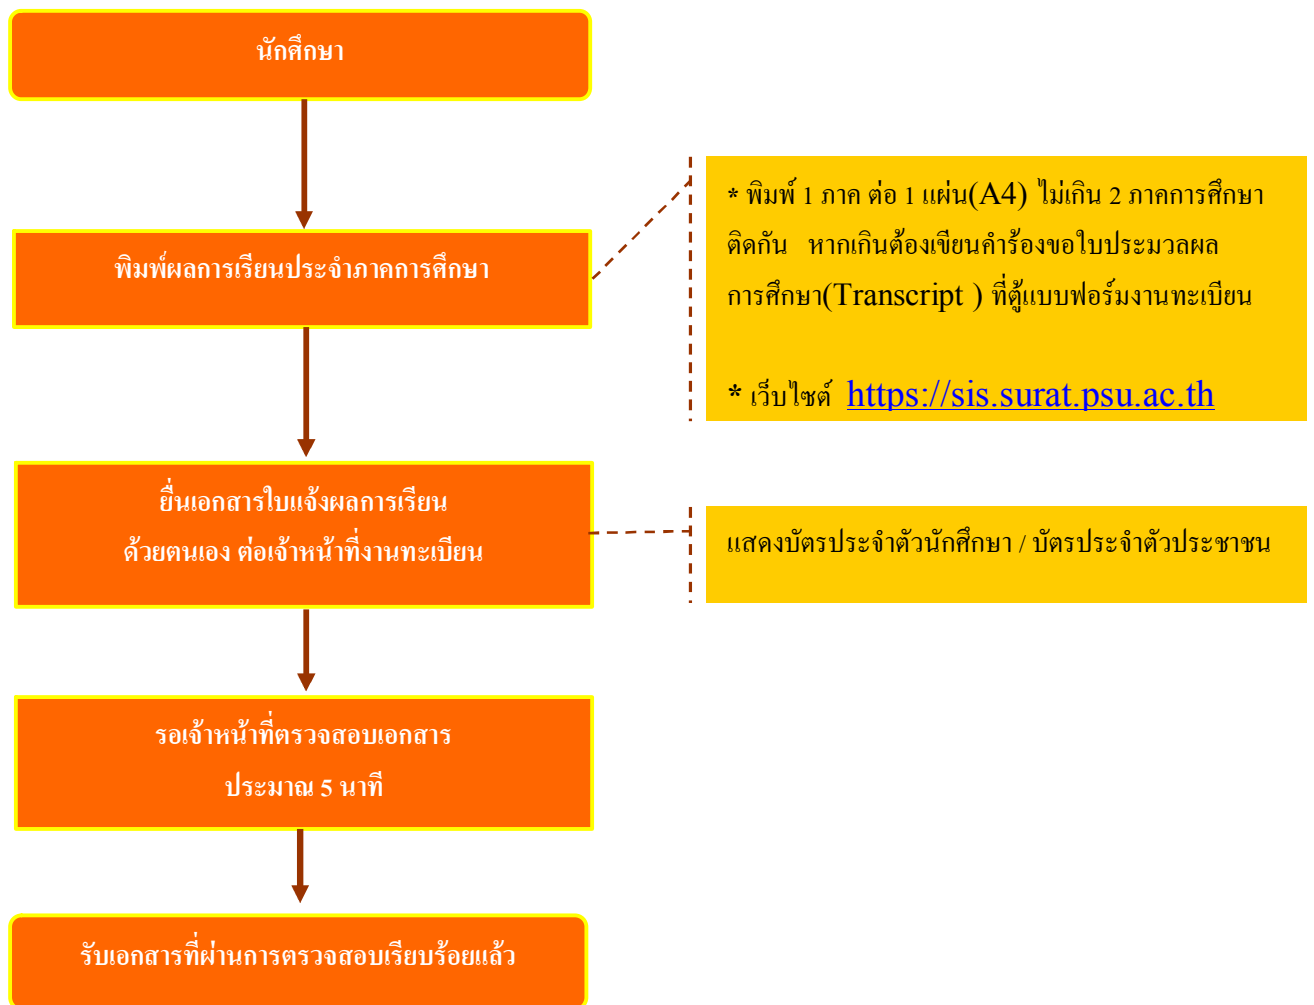 นักศึกษา
พิมพ์ผลการเรียนประจำภาคการศึกษา
* พิมพ์ 1 ภาค ต่อ 1 แผ่น(A4) ไม่เกิน 2 ภาคการศึกษา
ติดกัน หากเกินต้องเขียนคำร้องขอใบประมวลผล
การศึกษา(Transcript ) ที่ตู้แบบฟอร์มงานทะเบียน
* เว็บไซต์ https://sis.surat.psu.ac.th
ยื่นเอกสารใบแจ้งผลการเรียน
ด้วยตนเอง ต่อเจ้าหน้าที่งานทะเบียน
แสดงบัตรประจำตัวนักศึกษา / บัตรประจำตัวประชาชน
รอเจ้าหน้าที่ตรวจสอบเอกสาร
ประมาณ 5 นาที
รับเอกสารที่ผ่านการตรวจสอบเรียบร้อยแล้ว